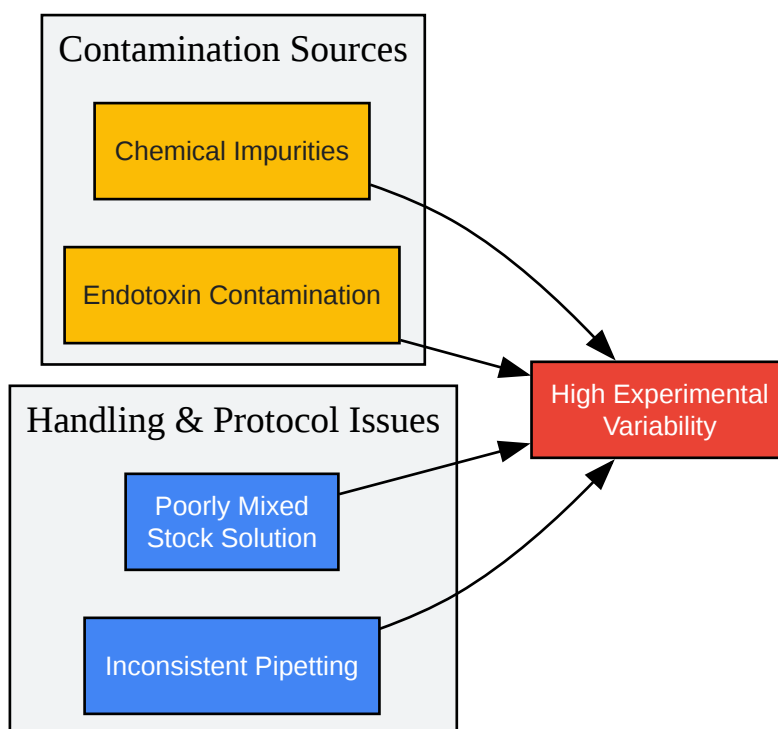 Contamination Sources
Chemical Impurities
Endotoxin Contamination
High Experimental
Variability
Handling & Protocol Issues
Poorly Mixed
Stock Solution
Inconsistent Pipetting